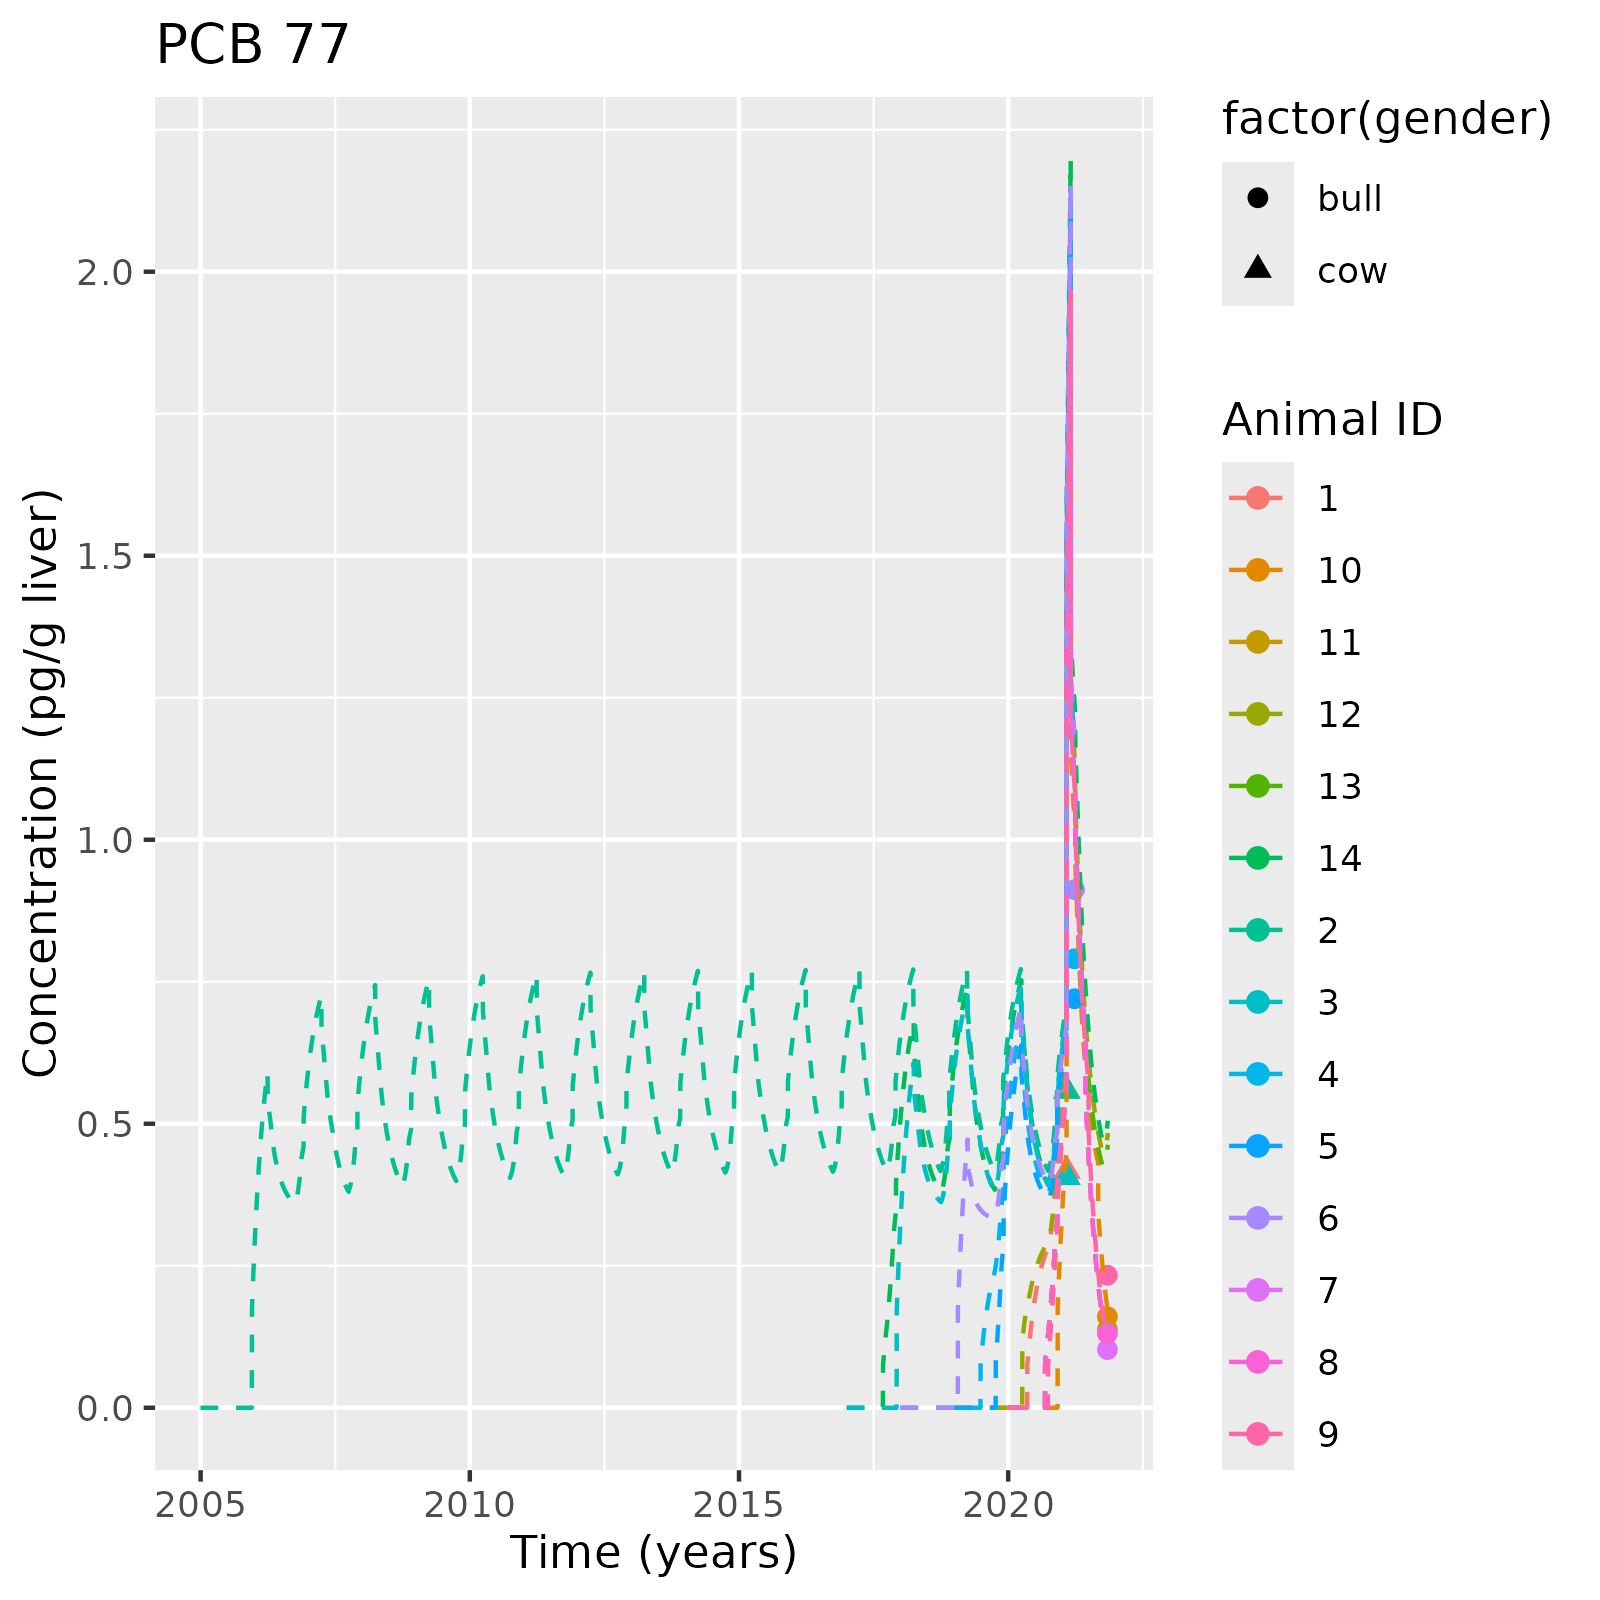 PCB 77
Concentration (pg/g liver)
2.0
1.5
1.0
0.5
0.0
2005 2010 2015 2020
Time (years)
factor(gender)
bull
cow
Animal ID
1
10
11
12
13
14
2
3
4
5
6
7
8
9